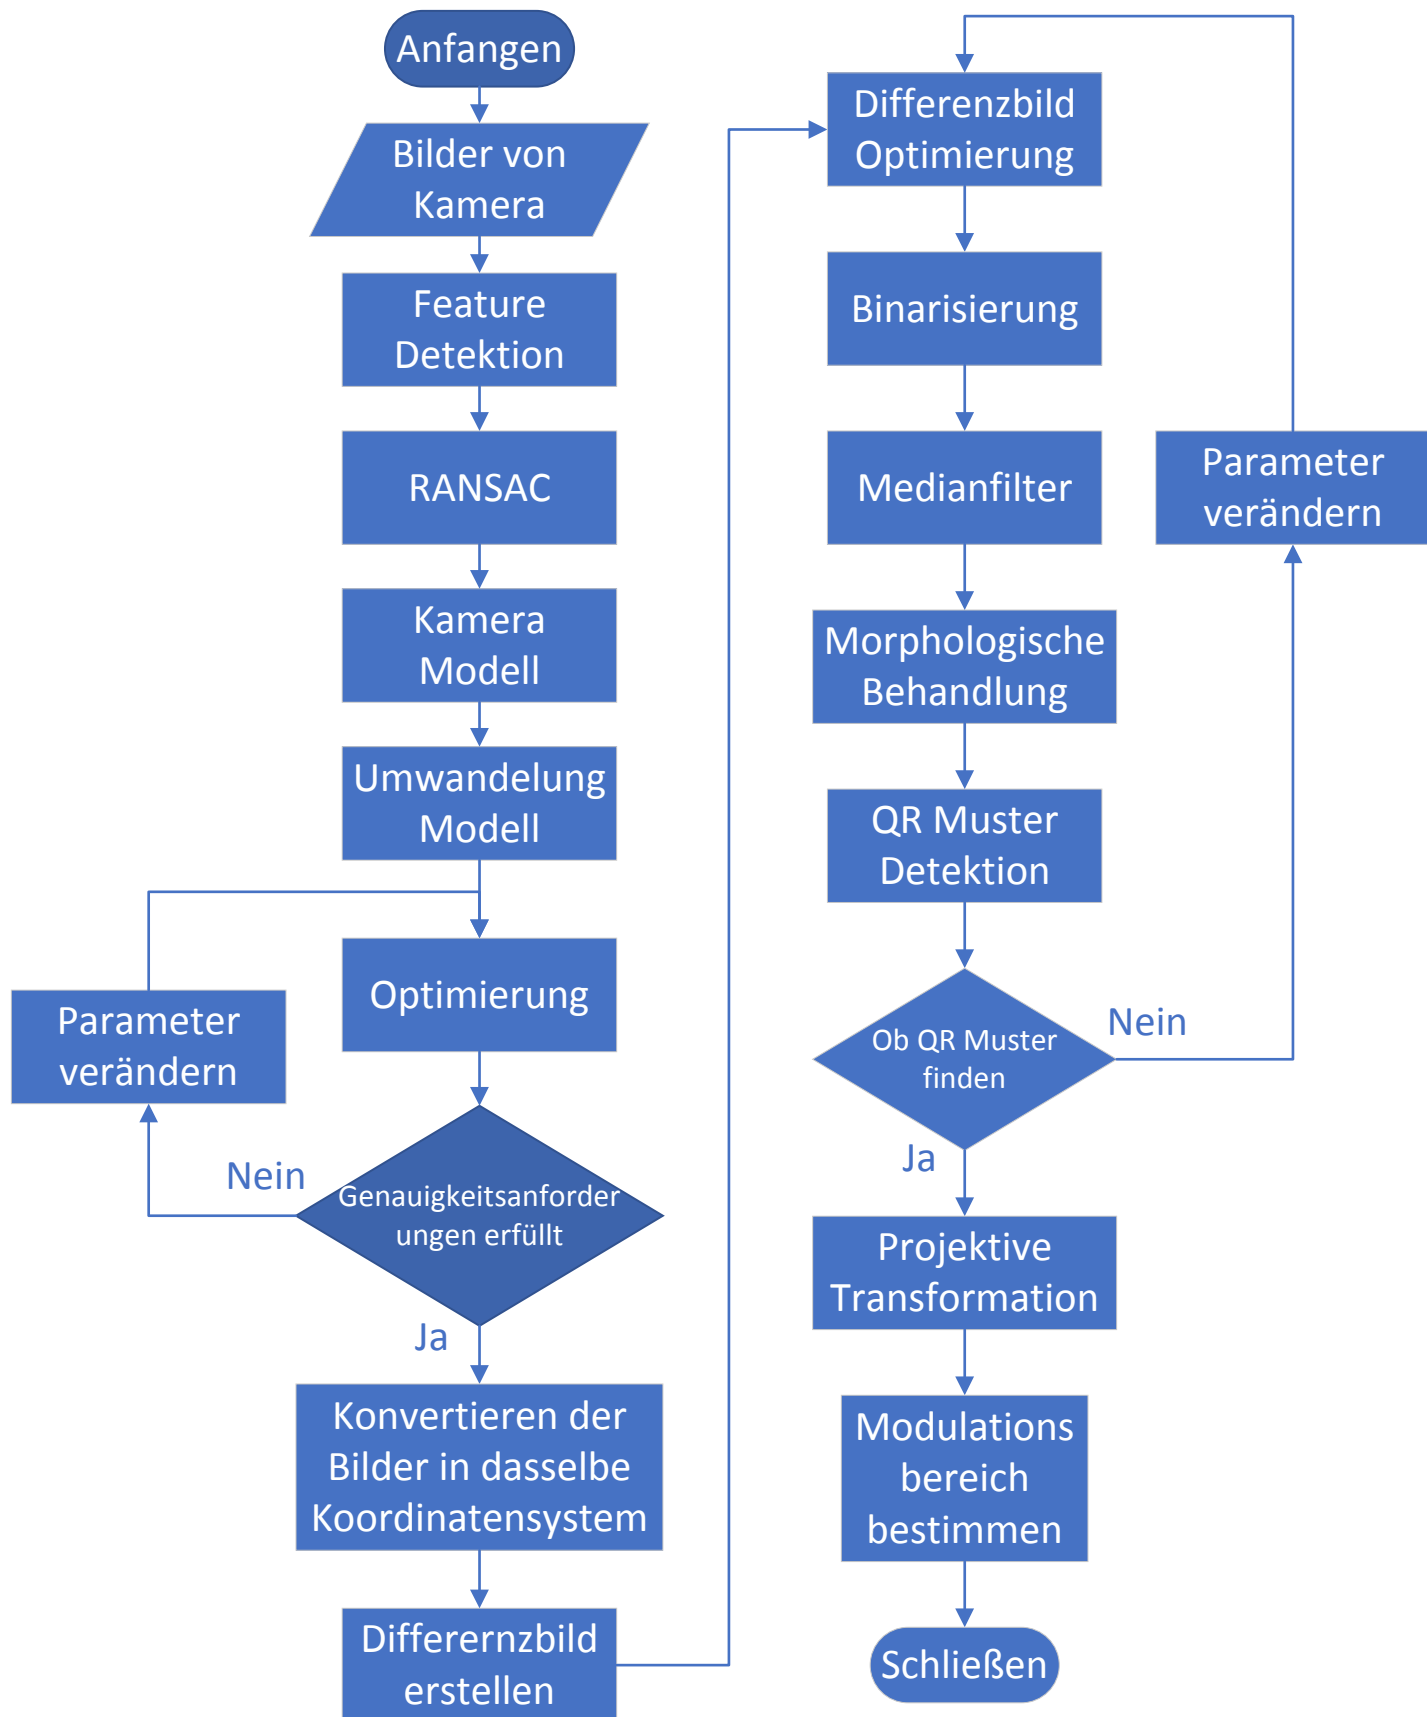 Anfangen
Bilder von
Kamera
Feature
Detektion
RANSAC
Kamera
Modell
Umwandelung
Modell
Optimierung
Parameter
verändern
Nein
Genauigkeitsanforder
ungen erfüllt
Ja
Konvertieren der
Bilder in dasselbe
Koordinatensystem
Differernzbild
erstellen
Differenzbild
Optimierung
Binarisierung
Medianfilter
Parameter
verändern
Morphologische
Behandlung
QR Muster
Detektion
Ob QR Muster
finden
Nein
Ja
Projektive
Transformation
Modulations
bereich
bestimmen
Schließen